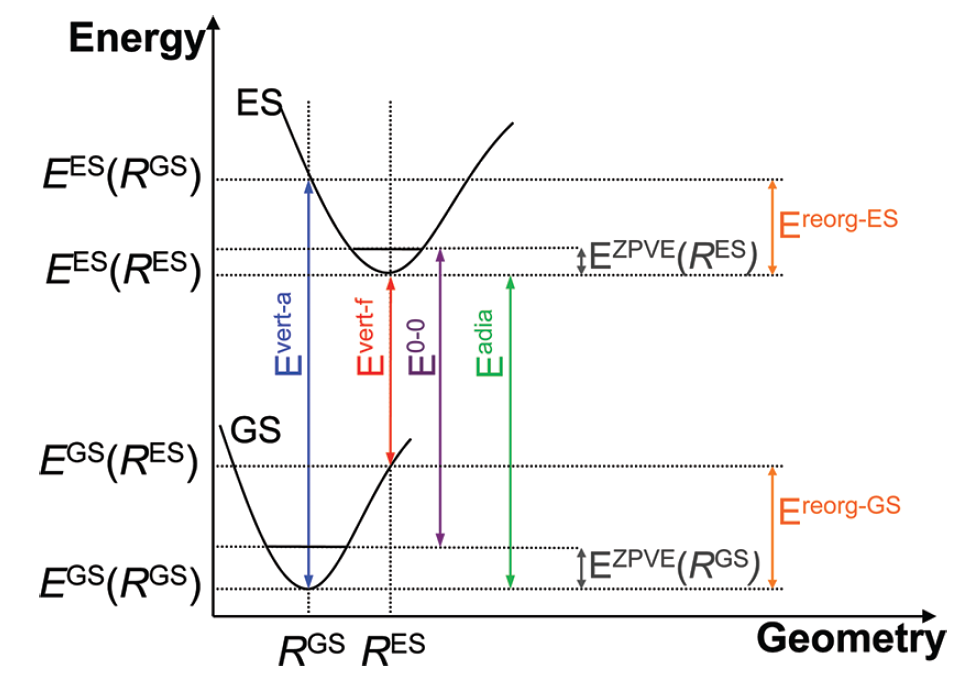 Energy
ES
E^ES(R^GS)
E^reorg-ES
E^ZPVE(R^ES)
E^ES(R^ES)
E^vert-a
E^vert-f
E^0-0
E^adia
GS
E^GS(R^ES)
E^reorg-GS
E^ZPVE(R^GS)
E^GS(R^GS)
R^GS R^ES
Geometry